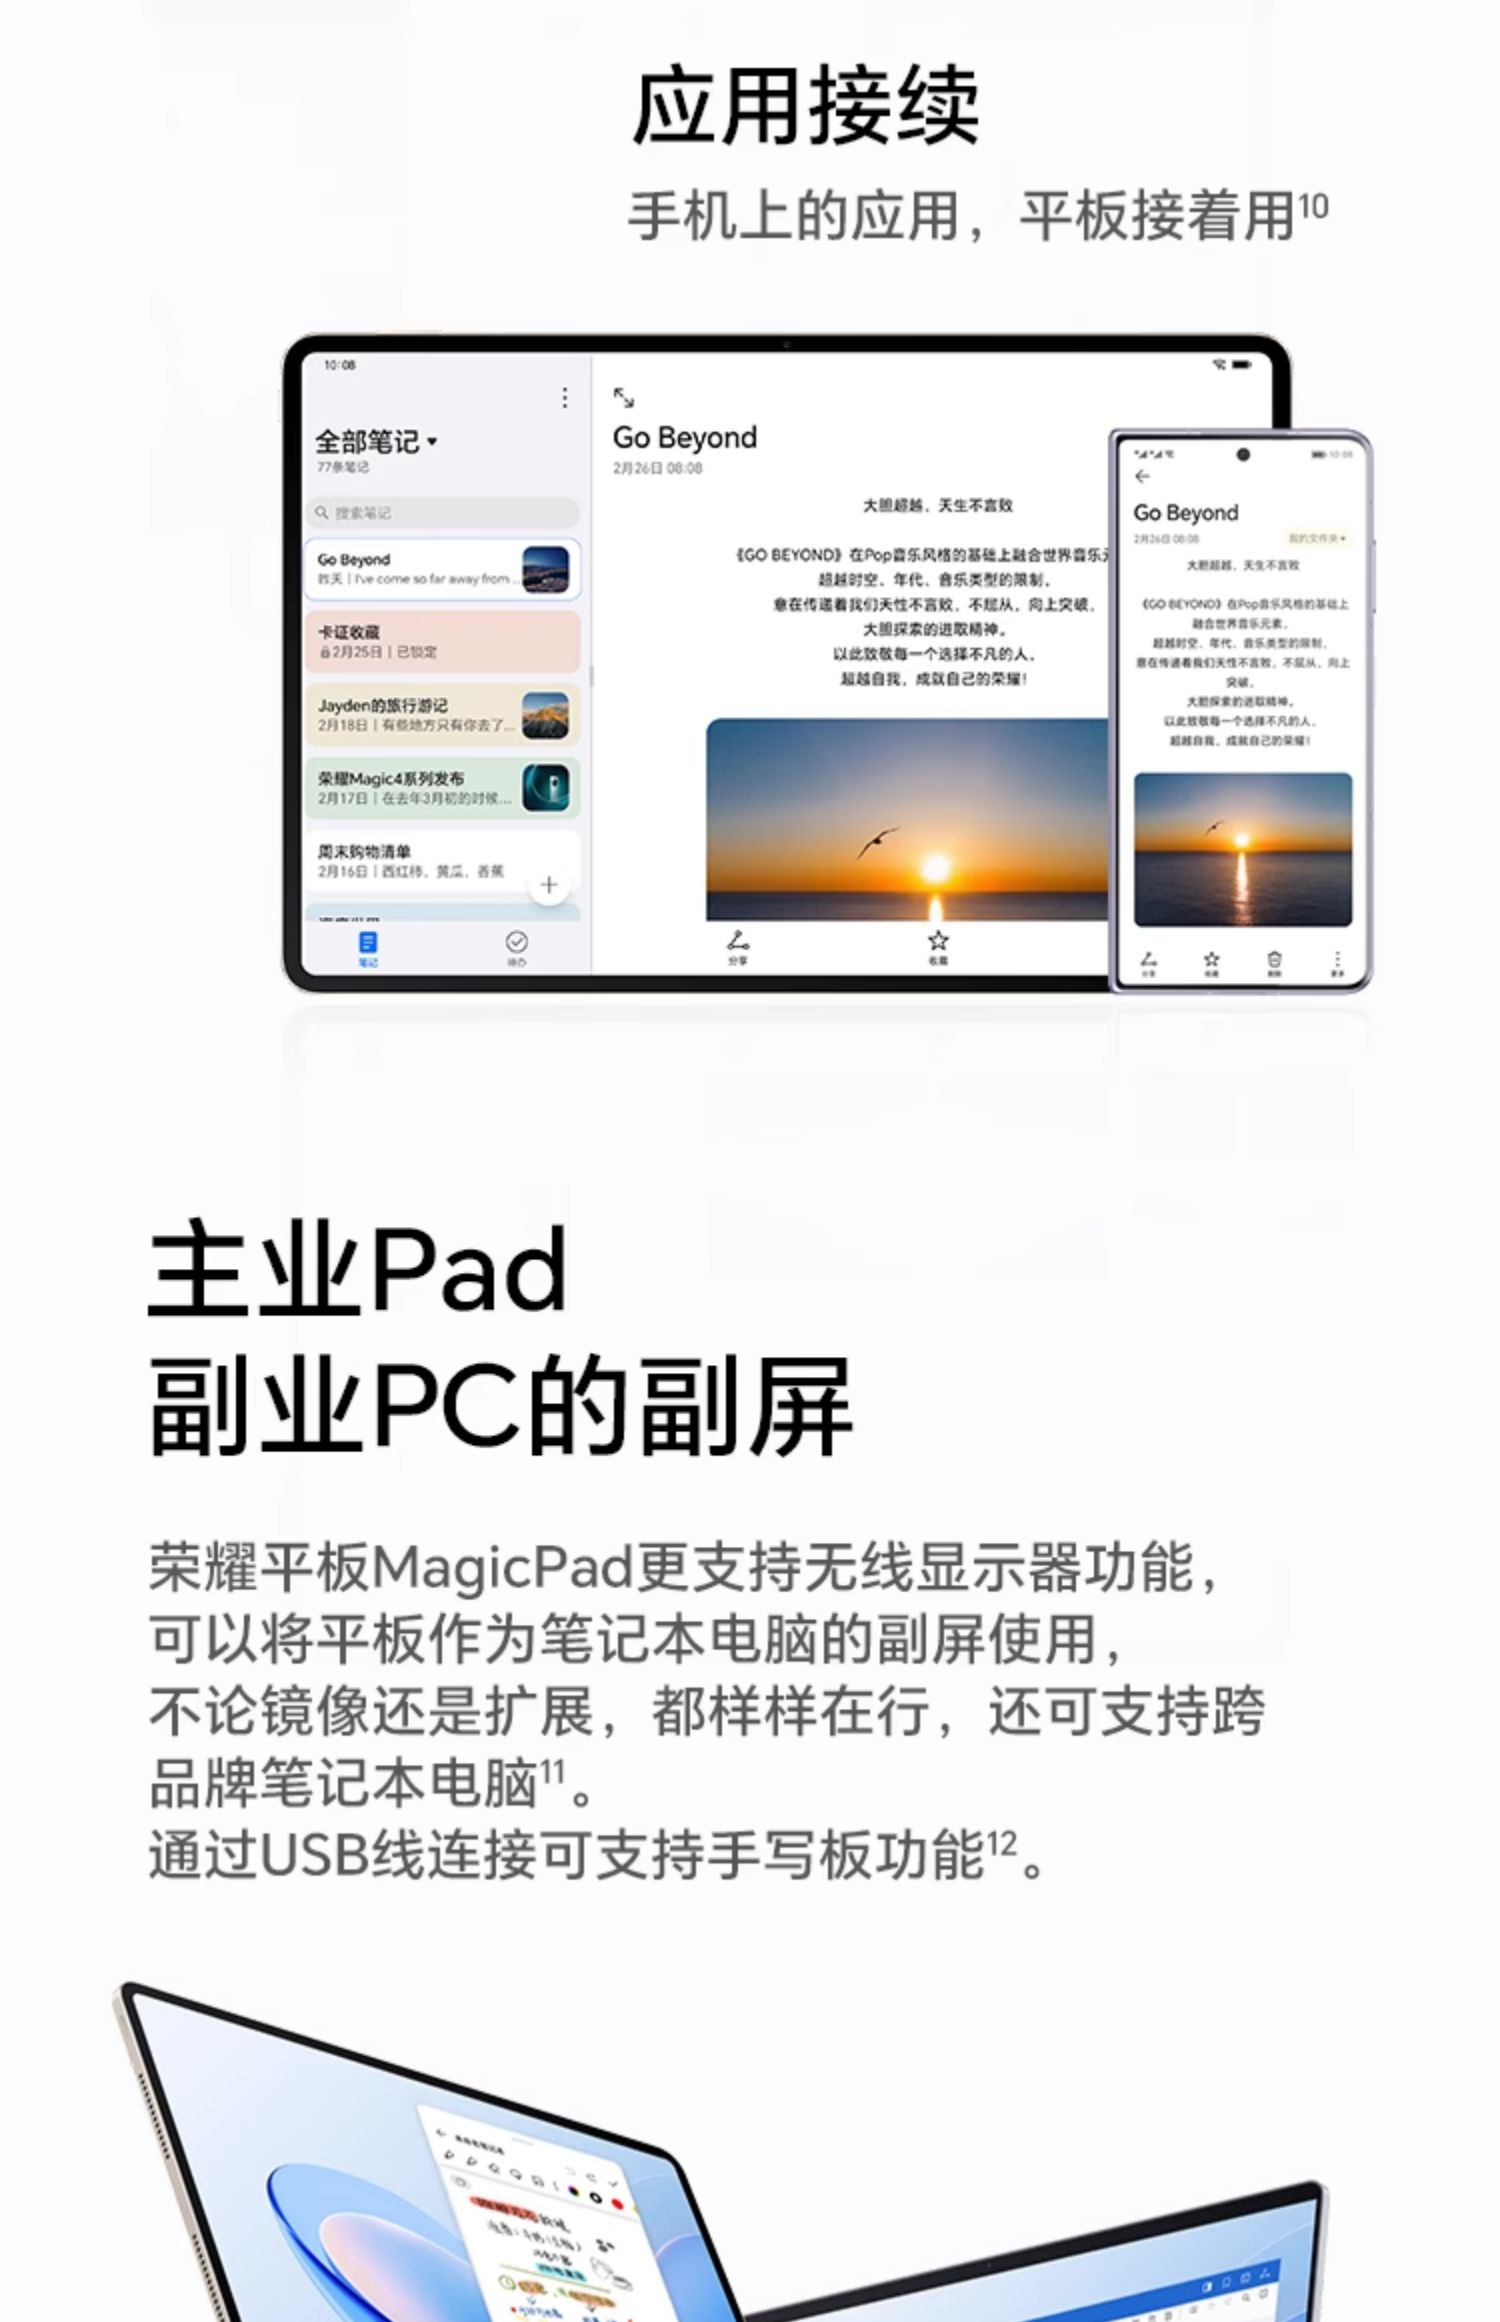 应用接续
手机上的应用，平板接着用10
10:08
全部笔记
77条笔记
搜索笔记
Go Beyond
昨天 | I've come so far away from ...
卡证收藏
2月25日 | 已锁定
Jayden的旅行游记
2月18日 | 有些地方只有你去了...
荣耀Magic4系列发布
2月17日 | 在去年3月初的时候...
周末购物清单
2月16日 | 西红柿、黄瓜、香蕉
笔记
待办
Go Beyond
2月26日 08:08
大胆超越，天生不言败
《GO BEYOND》在Pop音乐风格的基础上融合世界音乐元
超越时空、年代、音乐类型的限制，
意在传递着我们天性不言败、不屈从，向上突破，
大胆探索的进取精神。
以此致敬每一个选择不凡的人，
超越自我，成就自己的荣耀！
分享
收藏
10:08
Go Beyond
2月26日 08:08
我的文件夹
大胆超越，天生不言败
《GO BEYOND》在Pop音乐风格的基础上
融合世界音乐元素，
超越时空、年代、音乐类型的限制，
意在传递着我们天性不言败、不屈从，向上
突破，
大胆探索的进取精神。
以此致敬每一个选择不凡的人，
超越自我，成就自己的荣耀！
分享
收藏
删除
更多
主业Pad
副业PC的副屏
荣耀平板MagicPad更支持无线显示器功能，
可以将平板作为笔记本电脑的副屏使用，
不论镜像还是扩展，都样样在行，还可支持跨
品牌笔记本电脑11。
通过USB线连接可支持手写板功能12。